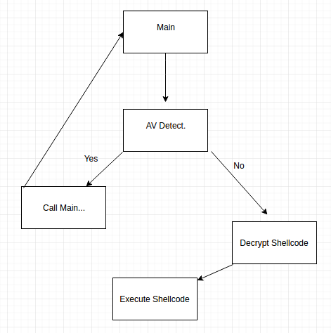 Main
AV Detect.
Yes
No
Call Main...
Decrypt Shellcode
Execute Shellcode